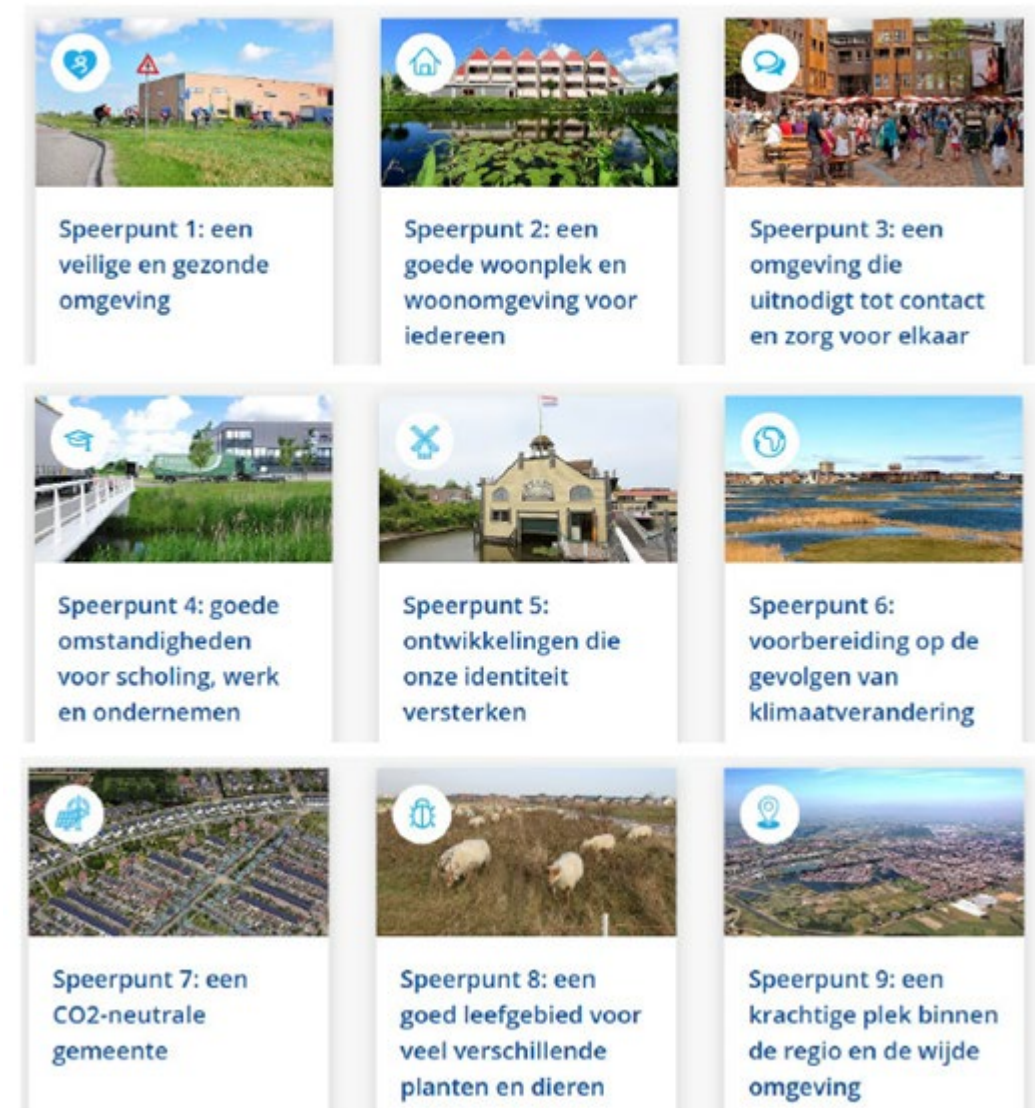 Speerpunt 1: een
veilige en gezonde
omgeving
Speerpunt 2: een
goede woonplek en
woonomgeving voor
iedereen
Speerpunt 3: een
omgeving die
uitnodigt tot contact
en zorg voor elkaar
Speerpunt 4: goede
omstandigheden
voor scholing, werk
en ondernemen
Speerpunt 5:
ontwikkelingen die
onze identiteit
versterken
Speerpunt 6:
voorbereiding op de
gevolgen van
klimaatverandering
Speerpunt 7: een
CO2-neutrale
gemeente
Speerpunt 8: een
goed leefgebied voor
veel verschillende
planten en dieren
Speerpunt 9: een
krachtige plek binnen
de regio en de wijde
omgeving